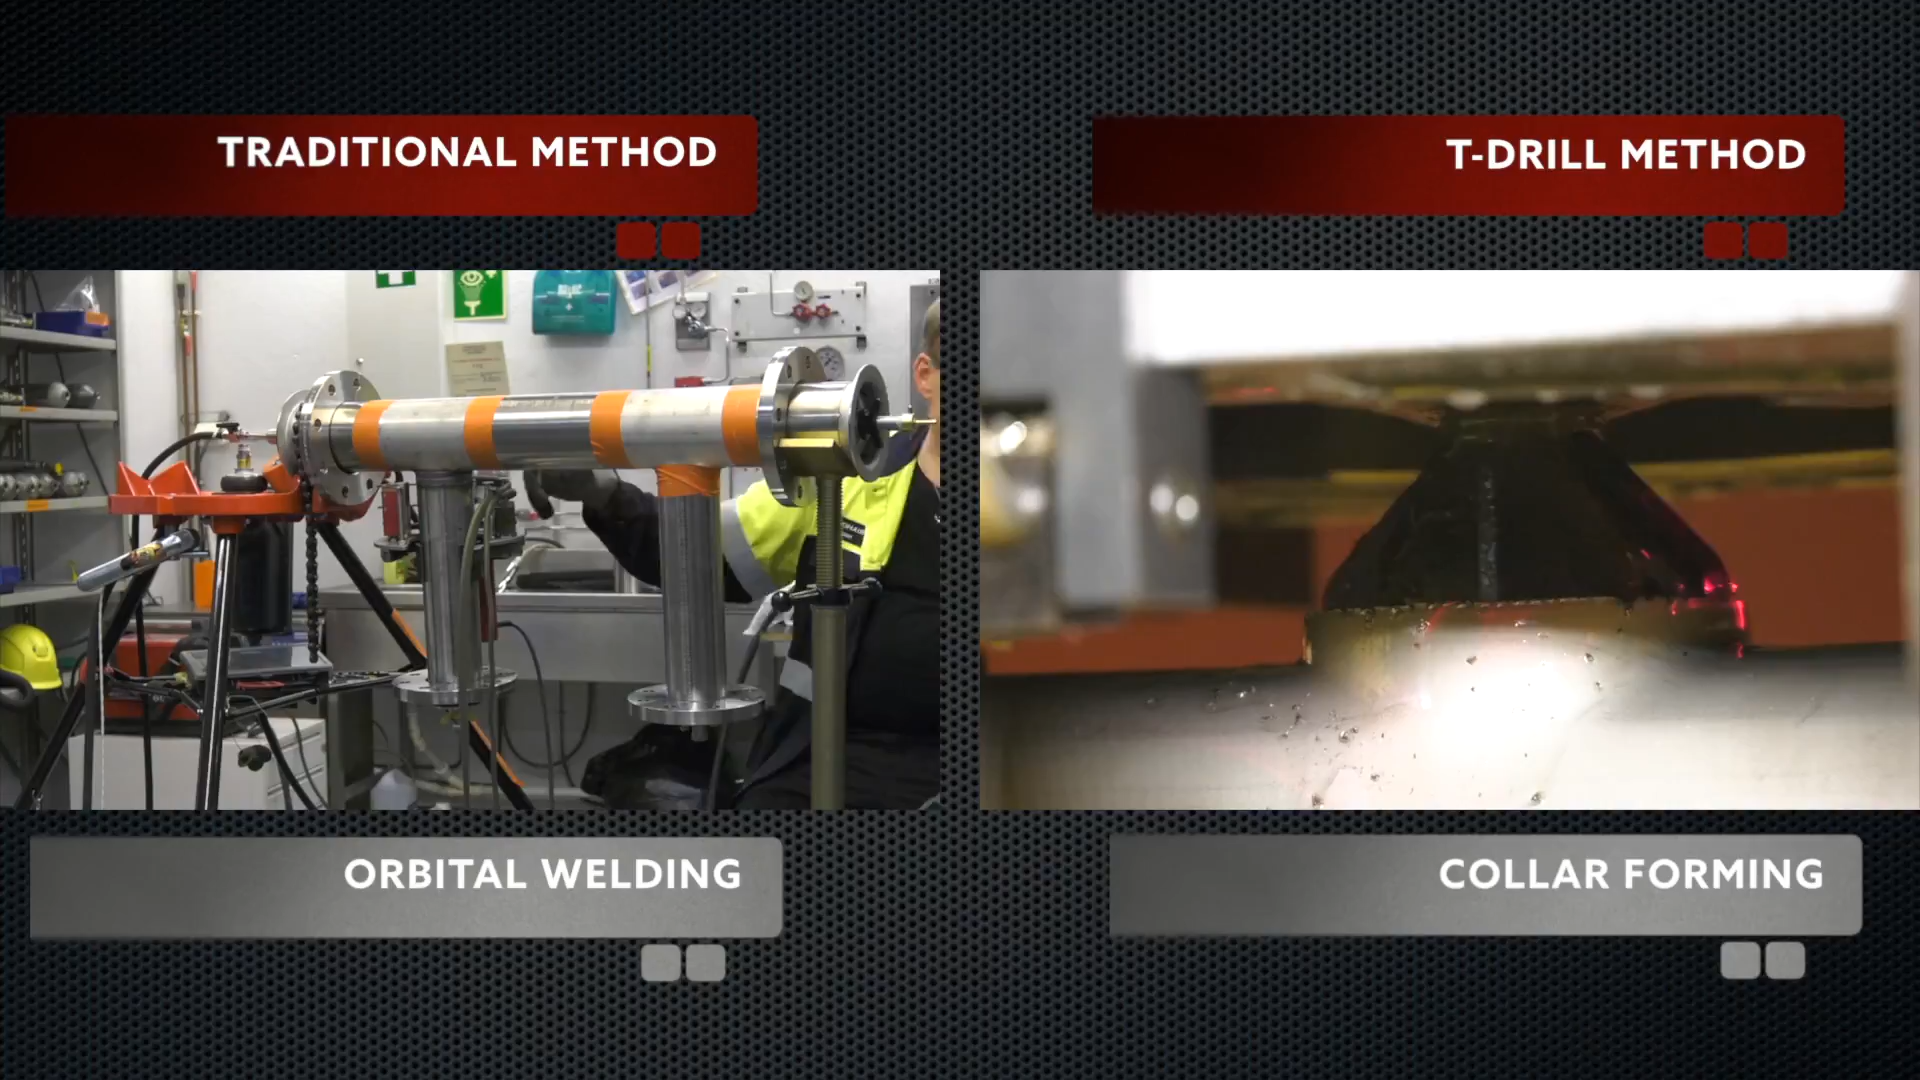 TRADITIONAL METHOD
T-DRILL METHOD
ORBITAL WELDING
COLLAR FORMING